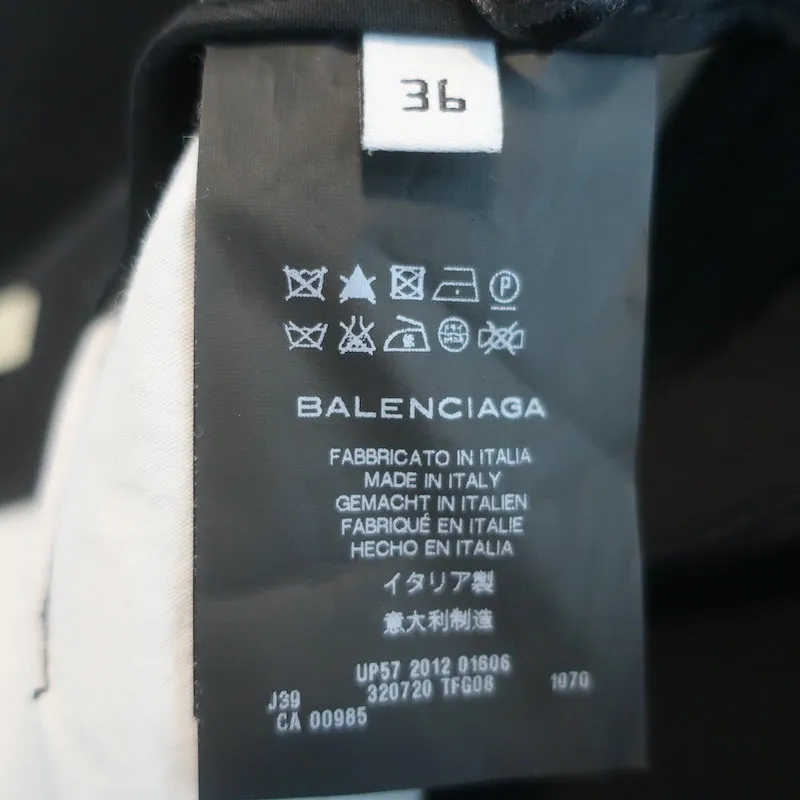 36
P
BALENCIAGA
FABBRICATO IN ITALIA
MADE IN ITALY
GEMACHT IN ITALIEN
FABRIQUÉ EN ITALIE
HECHO EN ITALIA
イタリア製
意大利制造
UP57 2012 01606
J39 320720 TFG08 1070
CA 00985